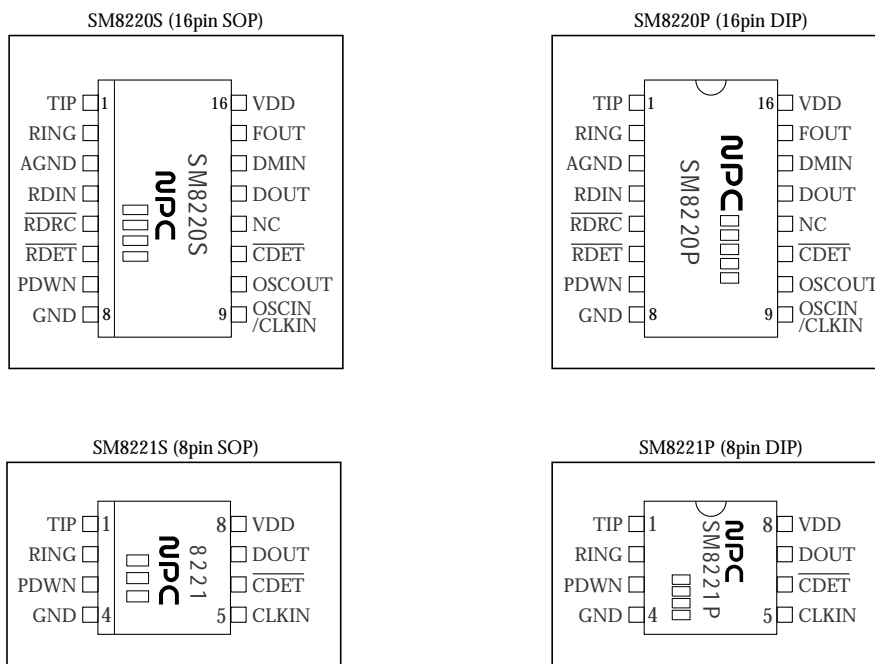 SM8220S (16pin SOP)
TIP 1 16 VDD
RING FOUT
AGND DMIN
RDIN DOUT
RDRC NC
RDET CDET
PDWN OSCOUT
GND 8 9 OSCIN
/CLKIN
NPC
SM8220S
SM8220P (16pin DIP)
TIP 1 16 VDD
RING FOUT
AGND DMIN
RDIN DOUT
RDRC NC
RDET CDET
PDWN OSCOUT
GND 8 9 OSCIN
/CLKIN
SM8220P
NPC
SM8221S (8pin SOP)
TIP 1 8 VDD
RING DOUT
PDWN CDET
GND 4 5 CLKIN
NPC
8221
SM8221P (8pin DIP)
TIP 1 8 VDD
RING DOUT
PDWN CDET
GND 4 5 CLKIN
SM8221P
NPC